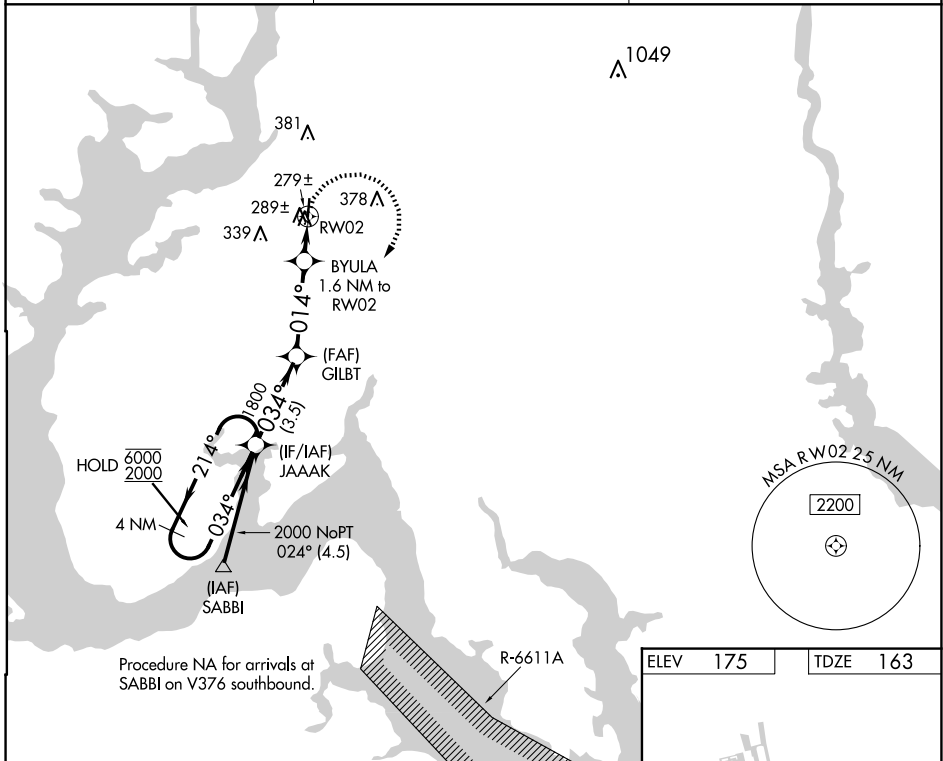 1049
381
279±
289±
378
339
RW02
BYULA
1.6 NM to
RW02
014°
(FAF)
GILBT
1800
034°
(3.5)
(IF/IAF)
JAAAK
HOLD 6000
2000
214°
034°
4 NM
2000 NoPT
024° (4.5)
(IAF)
SABBI
MSA RW02 25 NM
2200
Procedure NA for arrivals at
SABBI on V376 southbound.
R-6611A
ELEV 175 TDZE 163